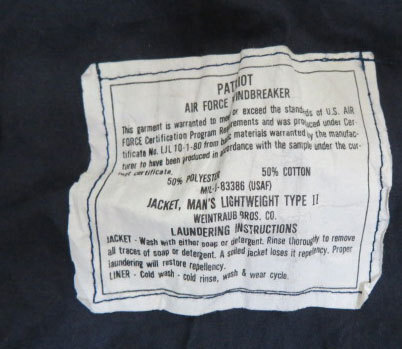 PATRIOT
AIR FORCE WINDBREAKER
This garment is warranted to meet or exceed the standards of U.S. AIR
FORCE Certification Program Requirements and was produced under Cer-
tificate No. LJL 10-1-80 from basic materials warranted by the manufac-
turer to have been produced in accordance with the sample under the cur-
certificate.
50% POLYESTER 50% COTTON
MIL-J-83386 (USAF)
JACKET, MAN'S LIGHTWEIGHT TYPE II
WEINTRAUB BROS. CO.
LAUNDERING INSTRUCTIONS
JACKET - Wash with either soap or detergent. Rinse thoroughly to remove
all traces of soap or detergent. A soiled jacket loses it repellency. Proper
laundering will restore repellency.
LINER - Cold wash - cold rinse, wash & wear cycle.